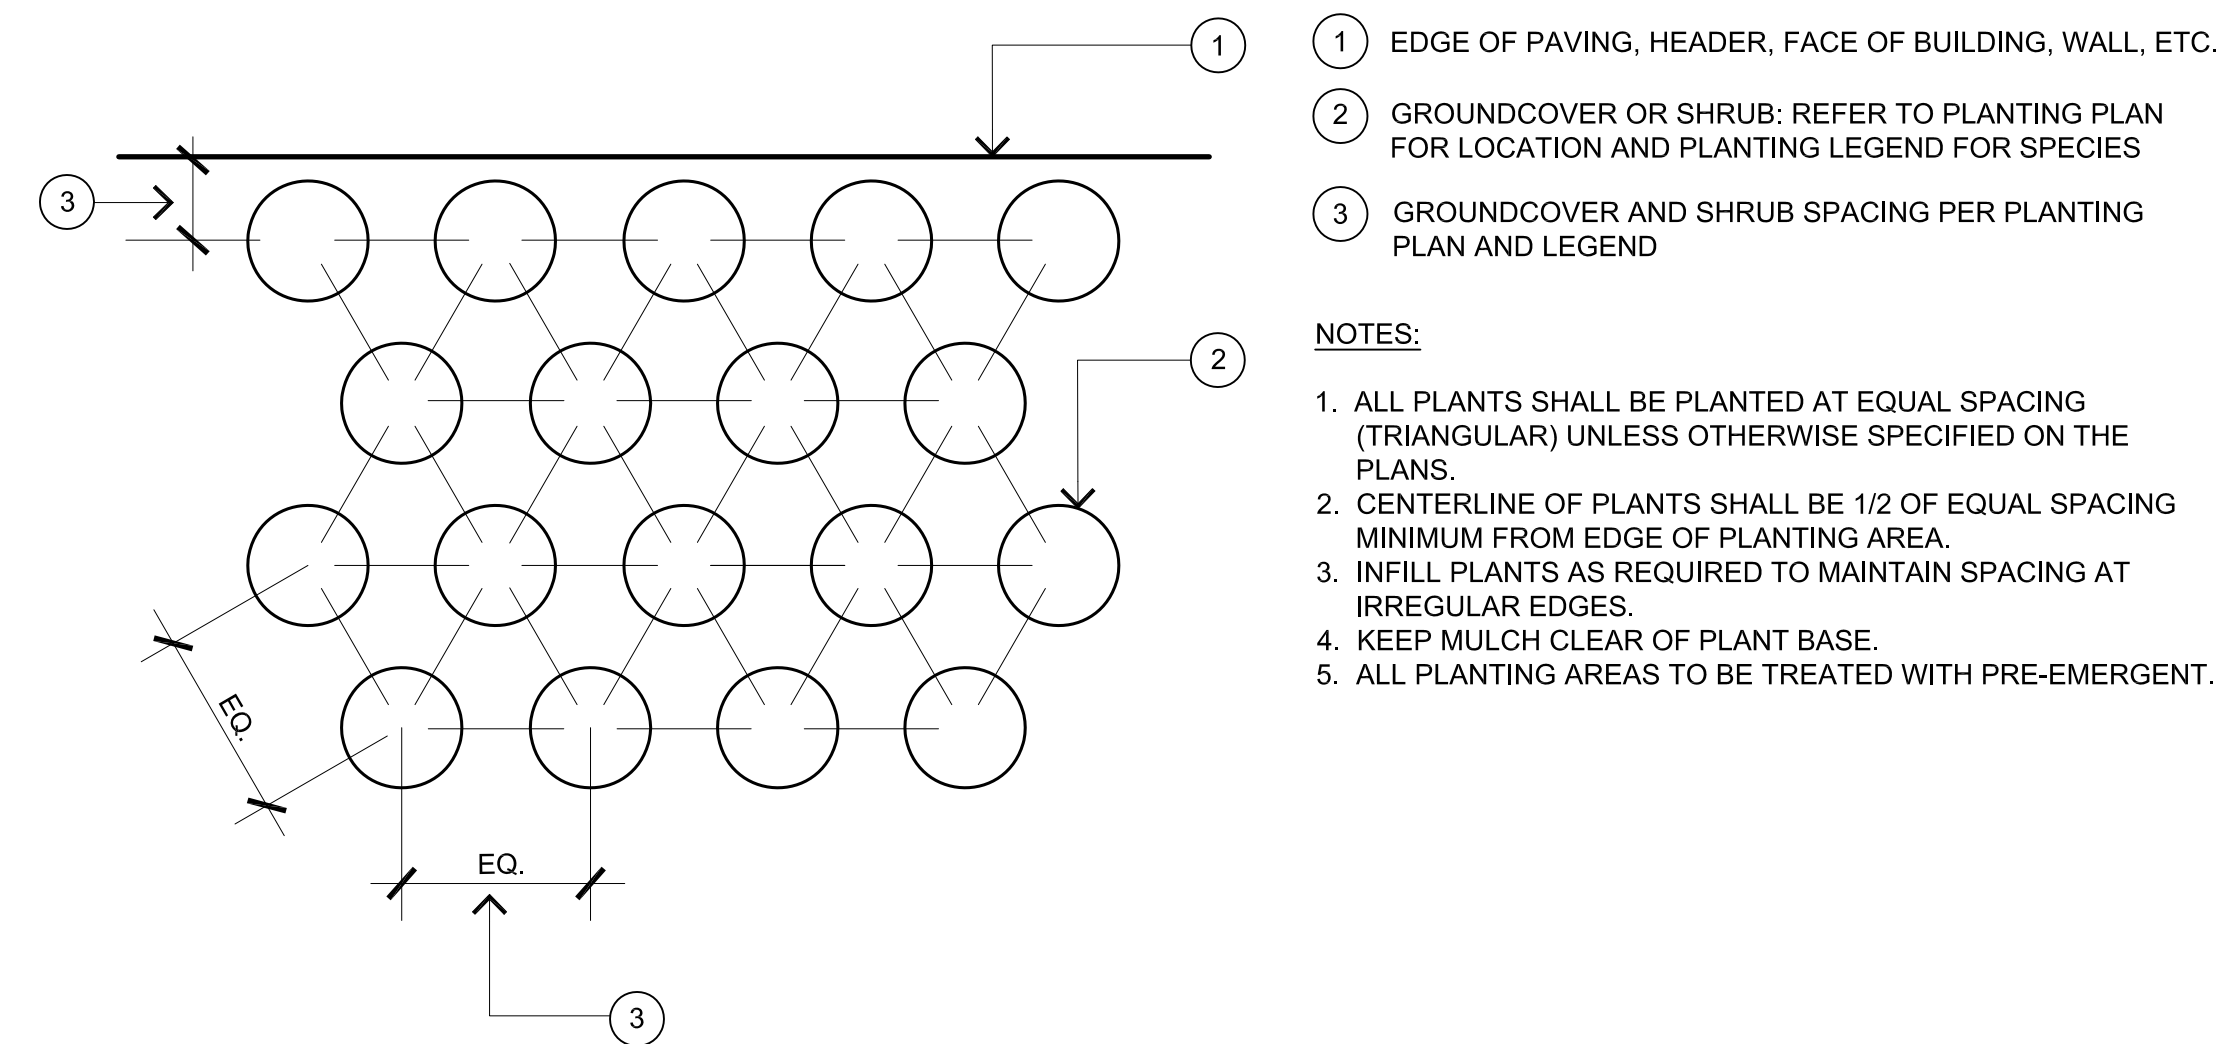 1
1 EDGE OF PAVING, HEADER, FACE OF BUILDING, WALL, ETC.
2 GROUNDCOVER OR SHRUB: REFER TO PLANTING PLAN
FOR LOCATION AND PLANTING LEGEND FOR SPECIES
3
3 GROUNDCOVER AND SHRUB SPACING PER PLANTING
PLAN AND LEGEND
NOTES:
2
1. ALL PLANTS SHALL BE PLANTED AT EQUAL SPACING
(TRIANGULAR) UNLESS OTHERWISE SPECIFIED ON THE
PLANS.
2. CENTERLINE OF PLANTS SHALL BE 1/2 OF EQUAL SPACING
MINIMUM FROM EDGE OF PLANTING AREA.
3. INFILL PLANTS AS REQUIRED TO MAINTAIN SPACING AT
IRREGULAR EDGES.
4. KEEP MULCH CLEAR OF PLANT BASE.
5. ALL PLANTING AREAS TO BE TREATED WITH PRE-EMERGENT.
EQ.
EQ.
3